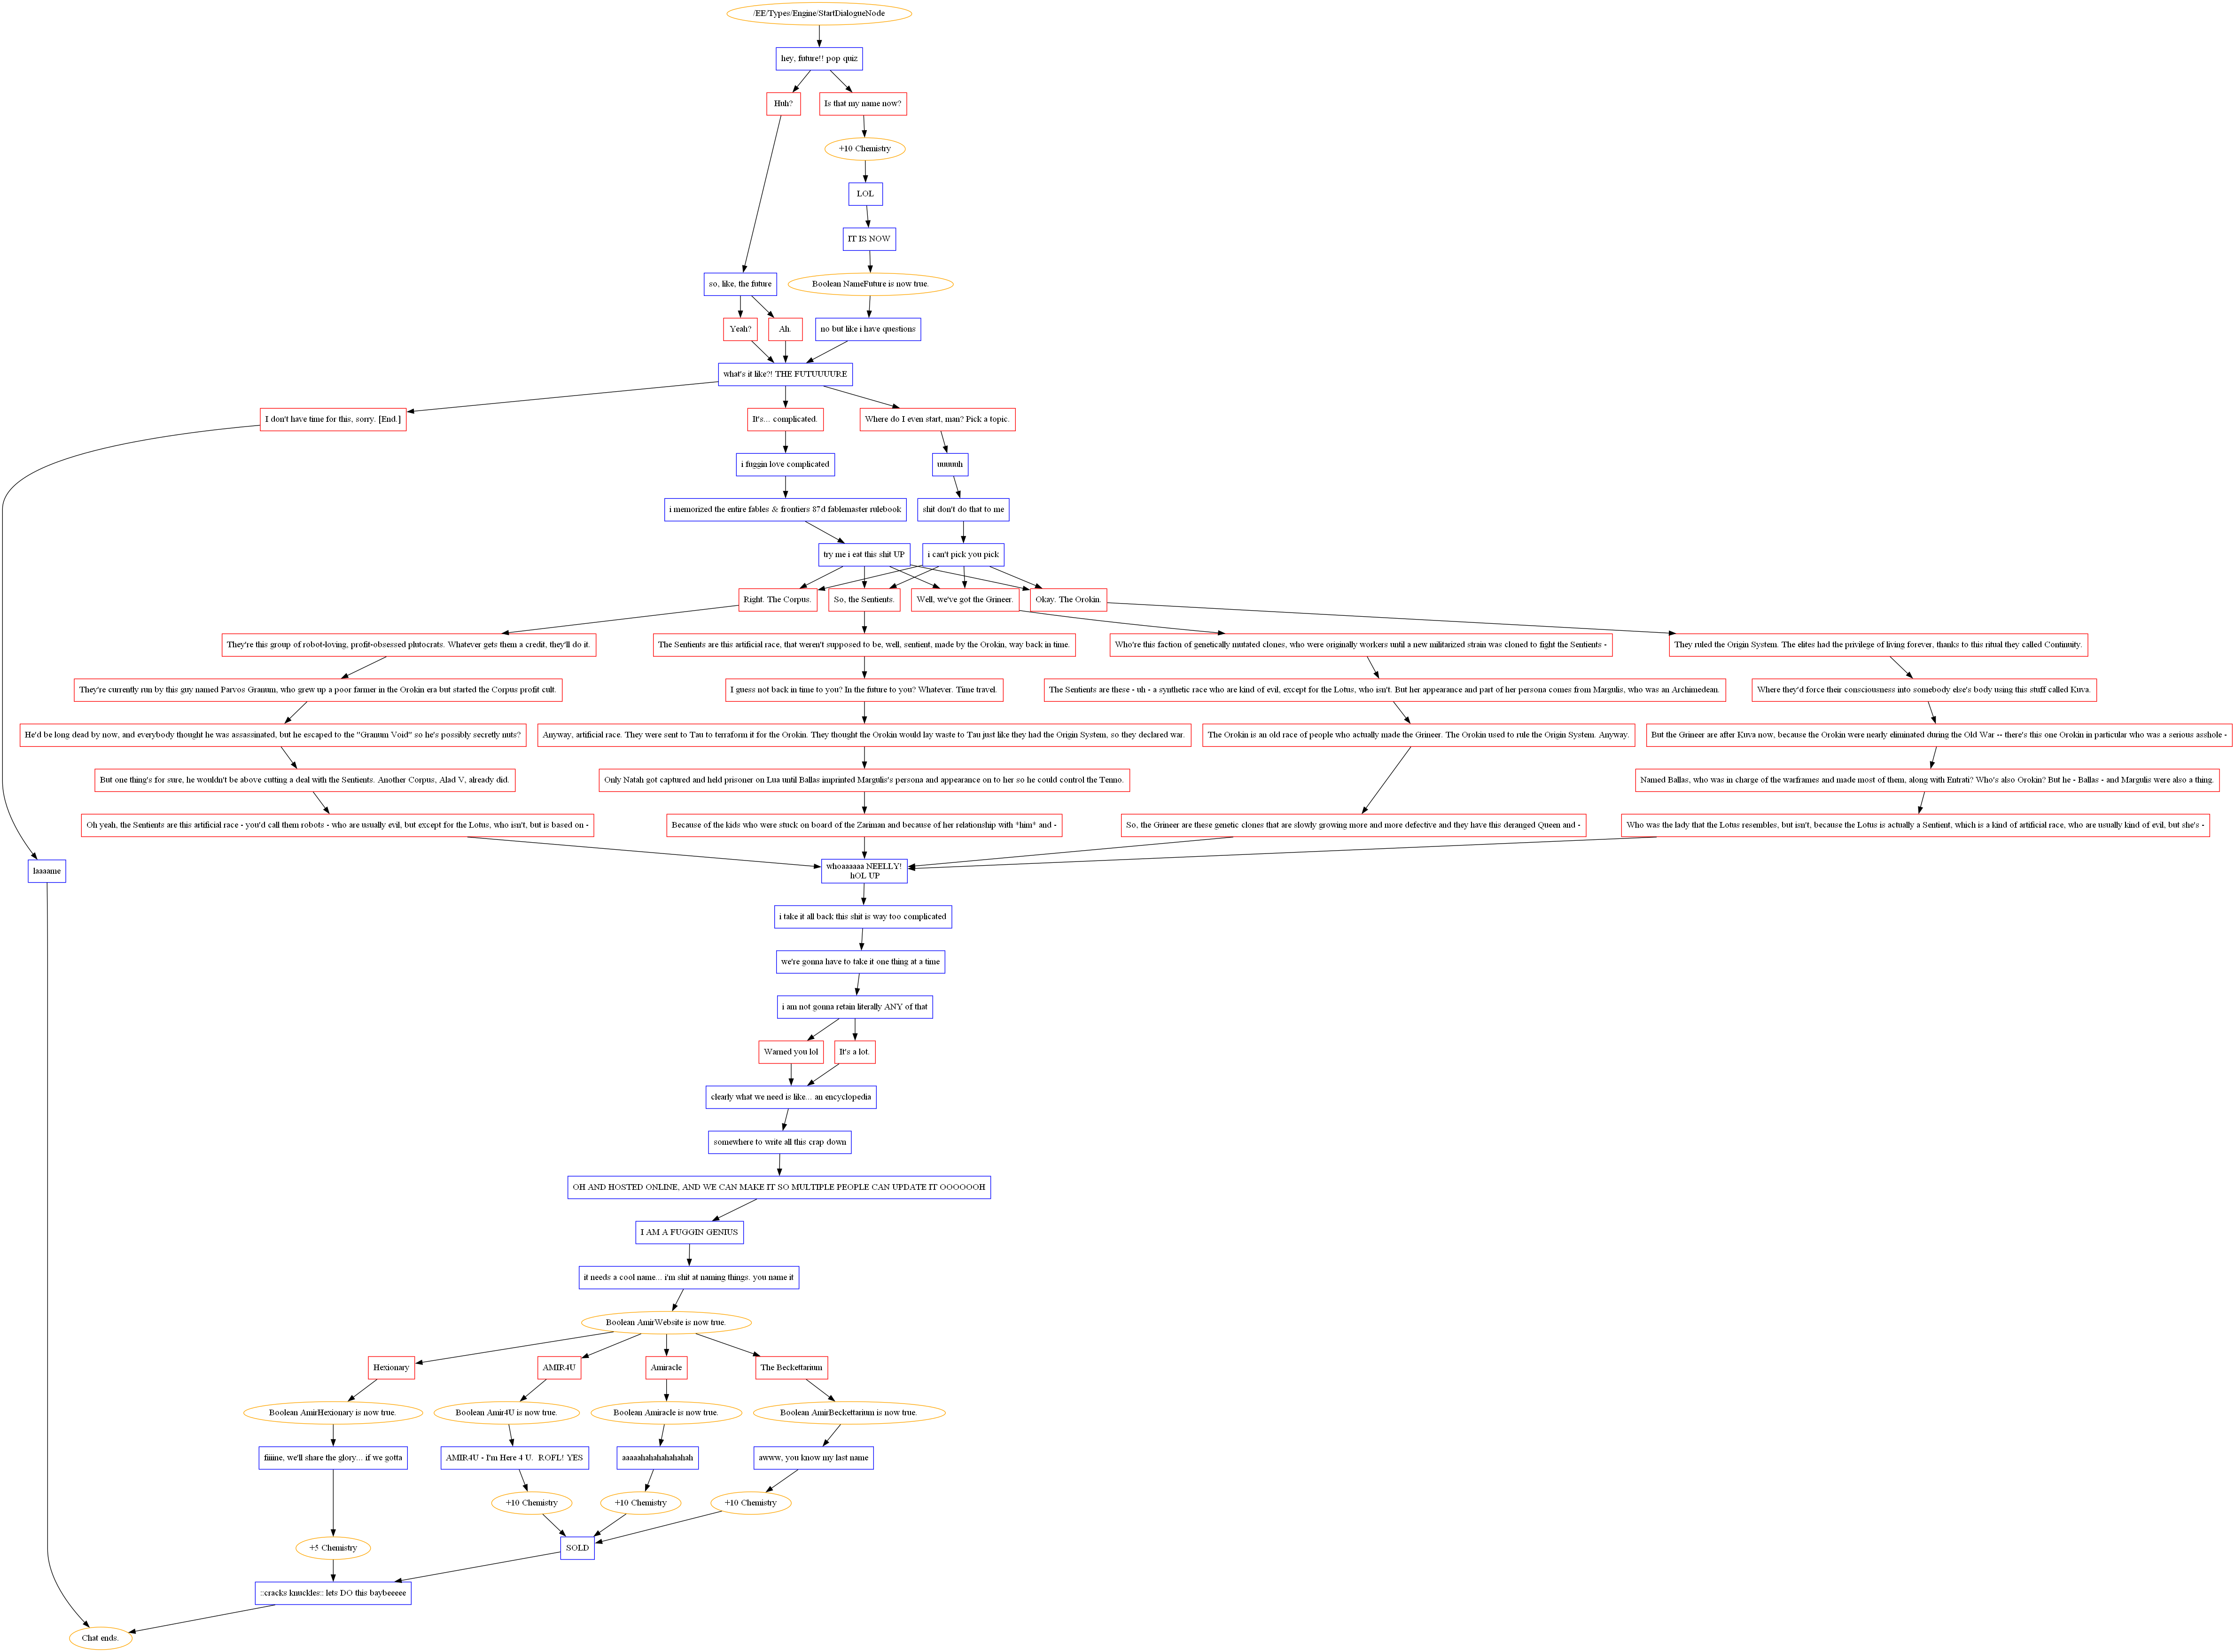 /EE/Types/Engine/StartDialogueNode
hey, future!! pop quiz
Huh?
Is that my name now?
+10 Chemistry
LOL
IT IS NOW
so, like, the future
Boolean NameFuture is now true.
Yeah?
Ah.
no but like i have questions
what's it like?! THE FUTUUUURE
I don't have time for this, sorry. [End.]
It's... complicated.
Where do I even start, man? Pick a topic.
i fuggin love complicated
uuuuuh
i memorized the entire fables & frontiers 87d fablemaster rulebook
shit don't do that to me
try me i eat this shit UP
i can't pick you pick
Right. The Corpus.
So, the Sentients.
Well, we've got the Grineer.
Okay. The Orokin.
They're this group of robot-loving, profit-obsessed plutocrats. Whatever gets them a credit, they'll do it.
The Sentients are this artificial race, that weren't supposed to be, well, sentient, made by the Orokin, way back in time.
Who're this faction of genetically mutated clones, who were originally workers until a new militarized strain was cloned to fight the Sentients -
They ruled the Origin System. The elites had the privilege of living forever, thanks to this ritual they called Continuity.
They're currently run by this guy named Parvos Granum, who grew up a poor farmer in the Orokin era but started the Corpus profit cult.
I guess not back in time to you? In the future to you? Whatever. Time travel.
The Sentients are these - uh - a synthetic race who are kind of evil, except for the Lotus, who isn't. But her appearance and part of her persona comes from Margulis, who was an Archimedean.
Where they'd force their consciousness into somebody else's body using this stuff called Kuva.
He'd be long dead by now, and everybody thought he was assassinated, but he escaped to the "Granum Void" so he's possibly secretly nuts?
Anyway, artificial race. They were sent to Tau to terraform it for the Orokin. They thought the Orokin would lay waste to Tau just like they had the Origin System, so they declared war.
The Orokin is an old race of people who actually made the Grineer. The Orokin used to rule the Origin System. Anyway.
But the Grineer are after Kuva now, because the Orokin were nearly eliminated during the Old War -- there's this one Orokin in particular who was a serious asshole -
But one thing's for sure, he wouldn't be above cutting a deal with the Sentients. Another Corpus, Alad V, already did.
Only Natah got captured and held prisoner on Lua until Ballas imprinted Margulis's persona and appearance on to her so he could control the Tenno.
Named Ballas, who was in charge of the warframes and made most of them, along with Entrati? Who's also Orokin? But he - Ballas - and Margulis were also a thing.
Oh yeah, the Sentients are this artificial race - you'd call them robots - who are usually evil, but except for the Lotus, who isn't, but is based on -
Because of the kids who were stuck on board of the Zariman and because of her relationship with *him* and -
So, the Grineer are these genetic clones that are slowly growing more and more defective and they have this deranged Queen and -
Who was the lady that the Lotus resembles, but isn't, because the Lotus is actually a Sentient, which is a kind of artificial race, who are usually kind of evil, but she's -
laaaame
whoaaaaaa NEELLY!
hOL UP
i take it all back this shit is way too complicated
we're gonna have to take it one thing at a time
i am not gonna retain literally ANY of that
Warned you lol
It's a lot.
clearly what we need is like... an encyclopedia
somewhere to write all this crap down
OH AND HOSTED ONLINE, AND WE CAN MAKE IT SO MULTIPLE PEOPLE CAN UPDATE IT OOOOOOH
I AM A FUGGIN GENIUS
it needs a cool name... i'm shit at naming things. you name it
Boolean AmirWebsite is now true.
Hexionary
AMIR4U
Amiracle
The Beckettarium
Boolean AmirHexionary is now true.
Boolean Amir4U is now true.
Boolean Amiracle is now true.
Boolean AmirBeckettarium is now true.
fiiiine, we'll share the glory... if we gotta
AMIR4U - I'm Here 4 U. ROFL! YES
aaaaahahahahahahah
awww, you know my last name
+10 Chemistry
+10 Chemistry
+10 Chemistry
+5 Chemistry
SOLD
::cracks knuckles:: lets DO this baybeeeee
Chat ends.